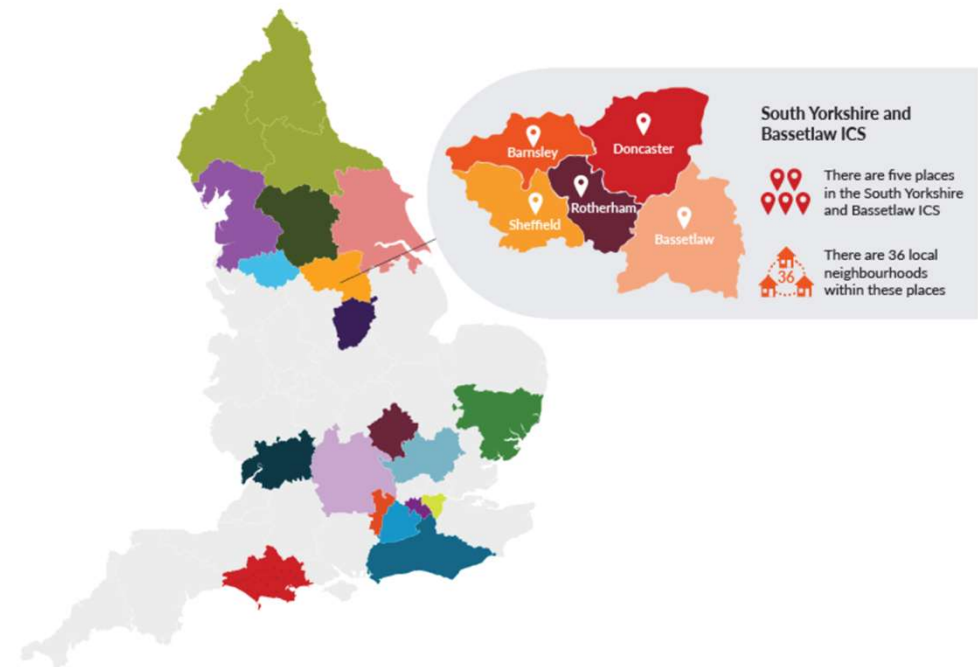 South Yorkshire and
Bassetlaw ICS
Barnsley
Doncaster
Sheffield
Rotherham
Bassetlaw
There are five places
in the South Yorkshire
and Bassetlaw ICS
36
There are 36 local
neighbourhoods
within these places